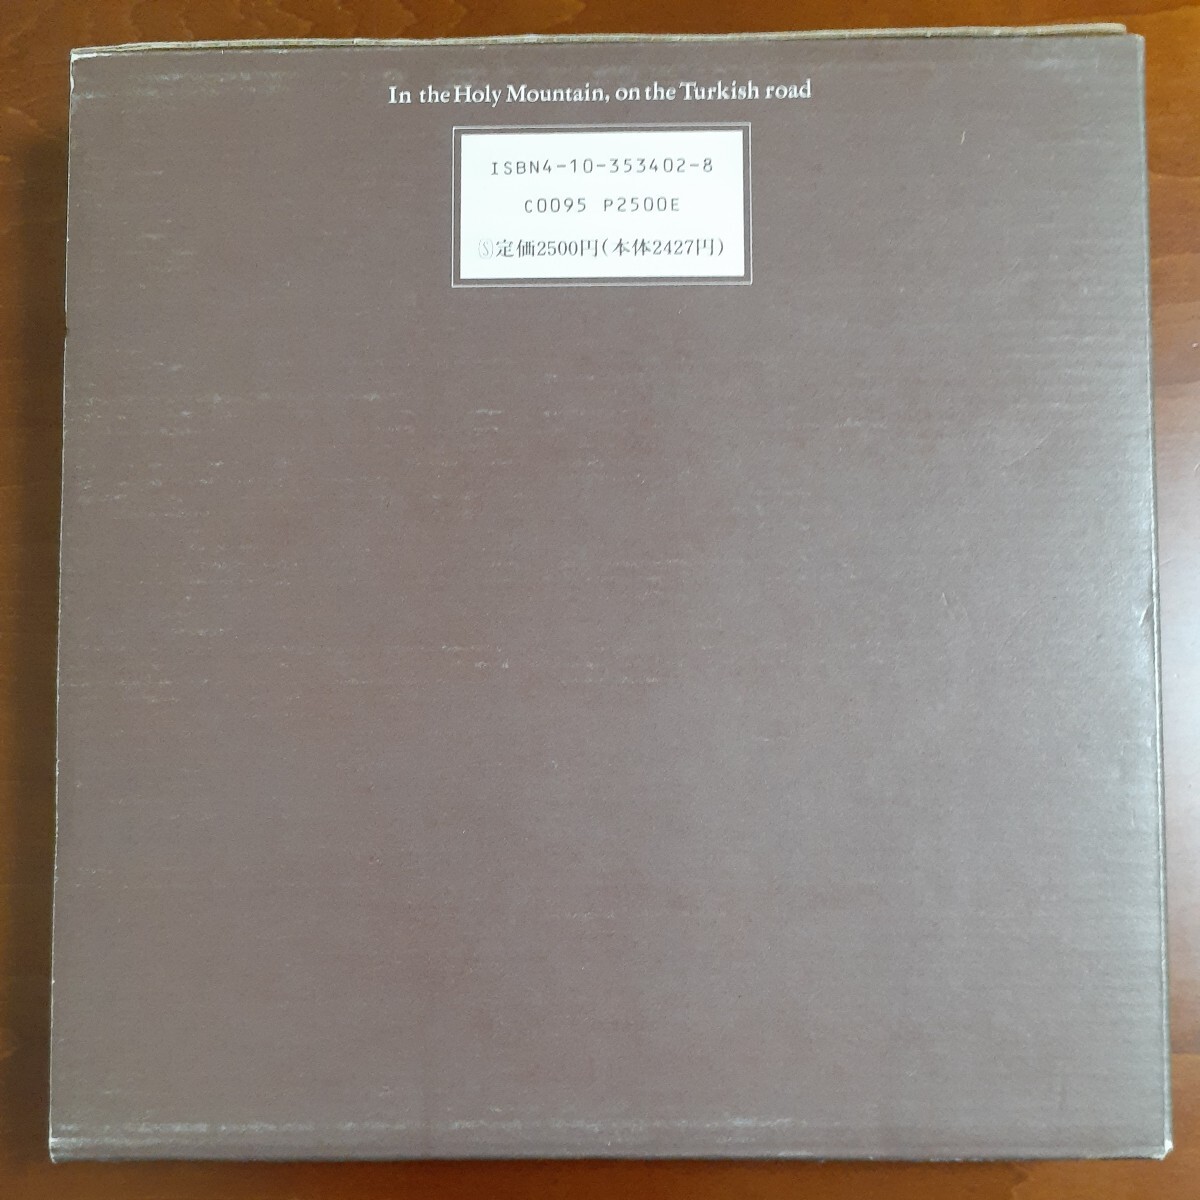 In the Holy Mountain, on the Turkish road
ISBN4-10-353402-8
C0095 P2500E
Ⓢ定価2500円(本体2427円)